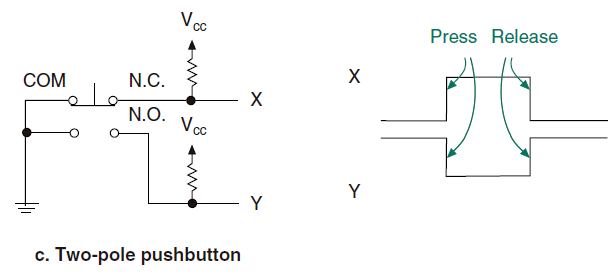 Vcc
Press Release
COM
N.C.
X
X
N.O.
Vcc
Y
Y
c. Two-pole pushbutton